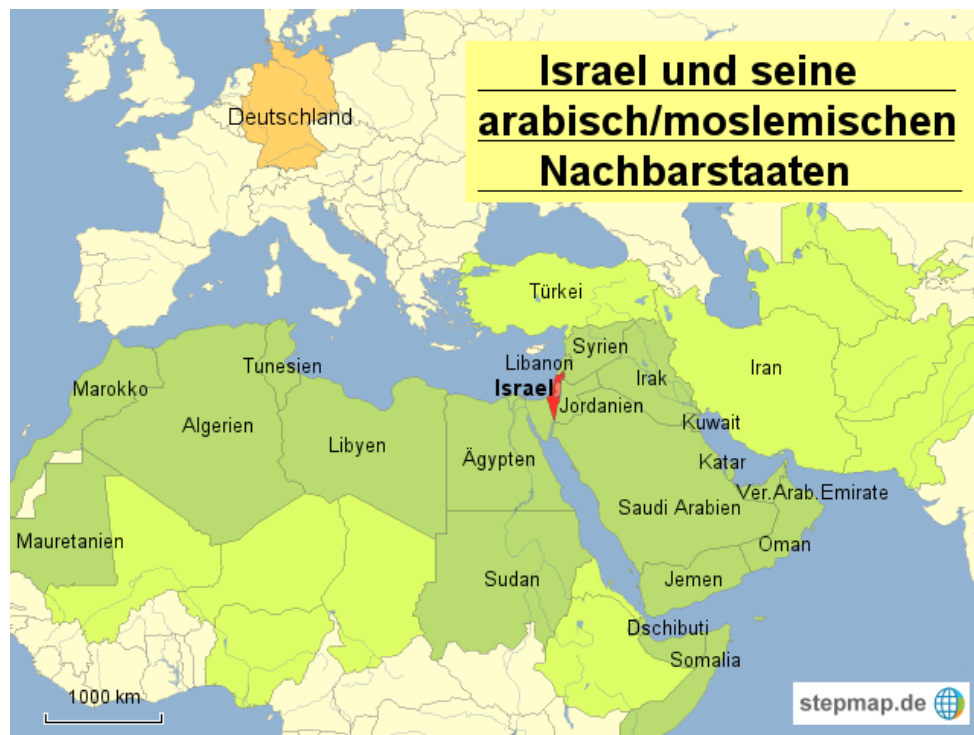 Israel und seine
arabisch/moslemischen
Nachbarstaaten
Deutschland
Türkei
Syrien
Libanon
Iran
Tunesien
Irak
Marokko
Israel
Jordanien
Algerien
Kuwait
Libyen
Ägypten
Katar
Ver.Arab.Emirate
Saudi Arabien
Mauretanien
Oman
Sudan
Jemen
Dschibuti
Somalia
1000 km
stepmap.de